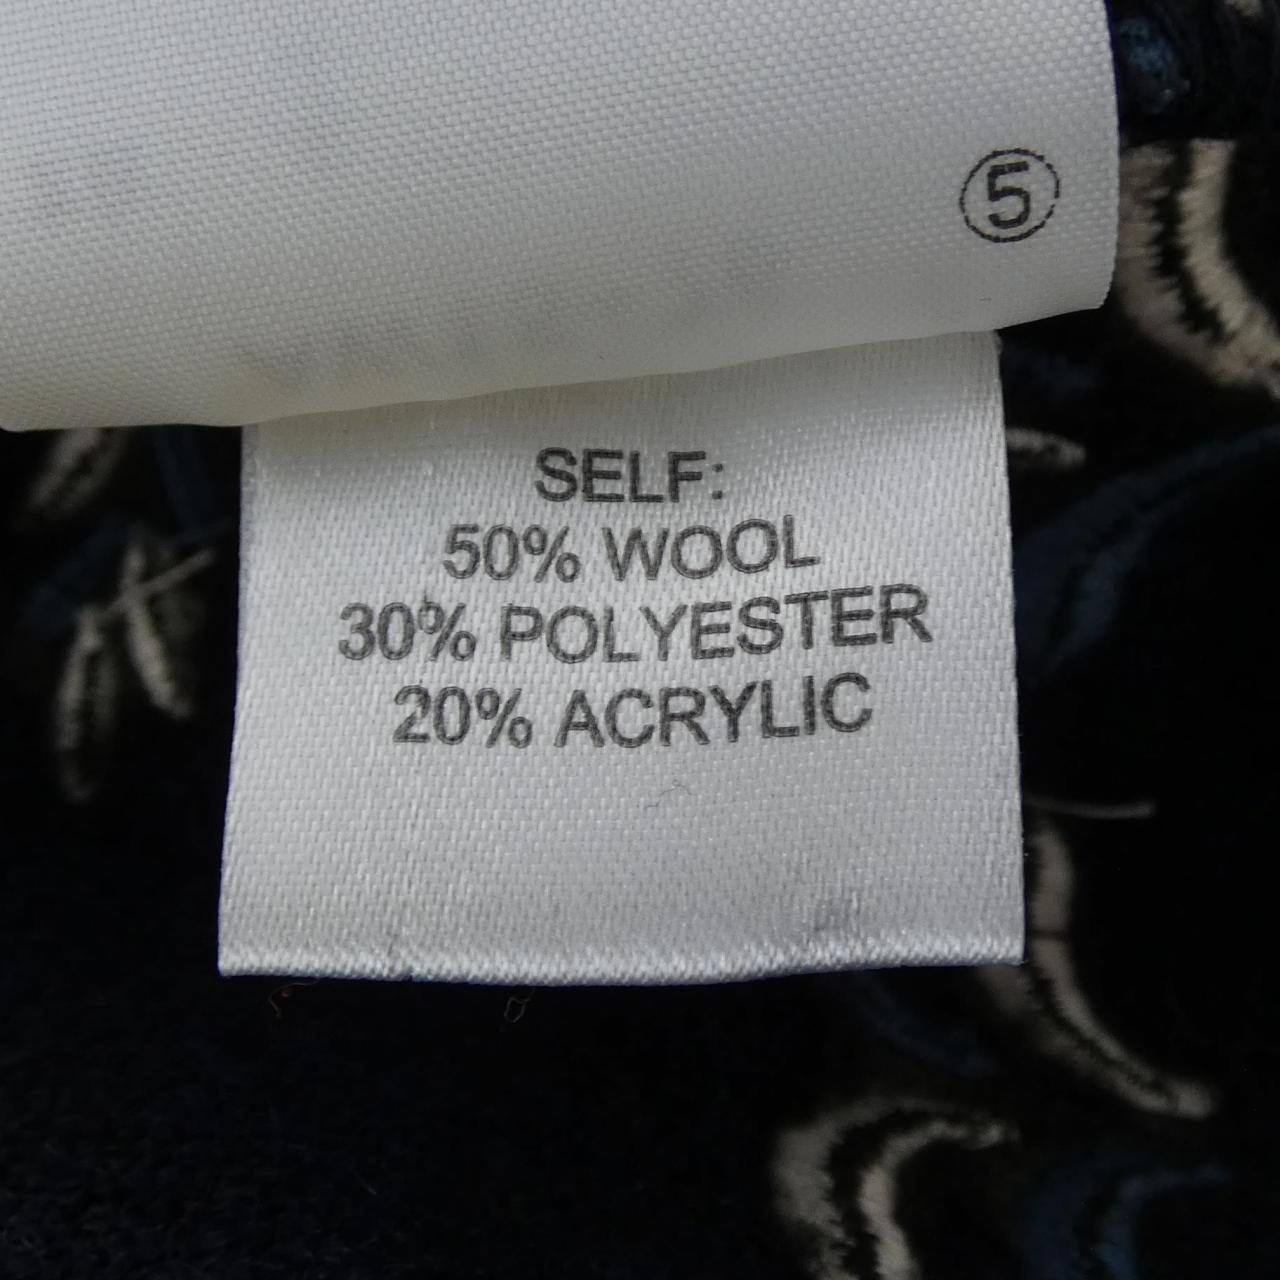 ⑤
SELF:
50% WOOL
30% POLYESTER
20% ACRYLIC